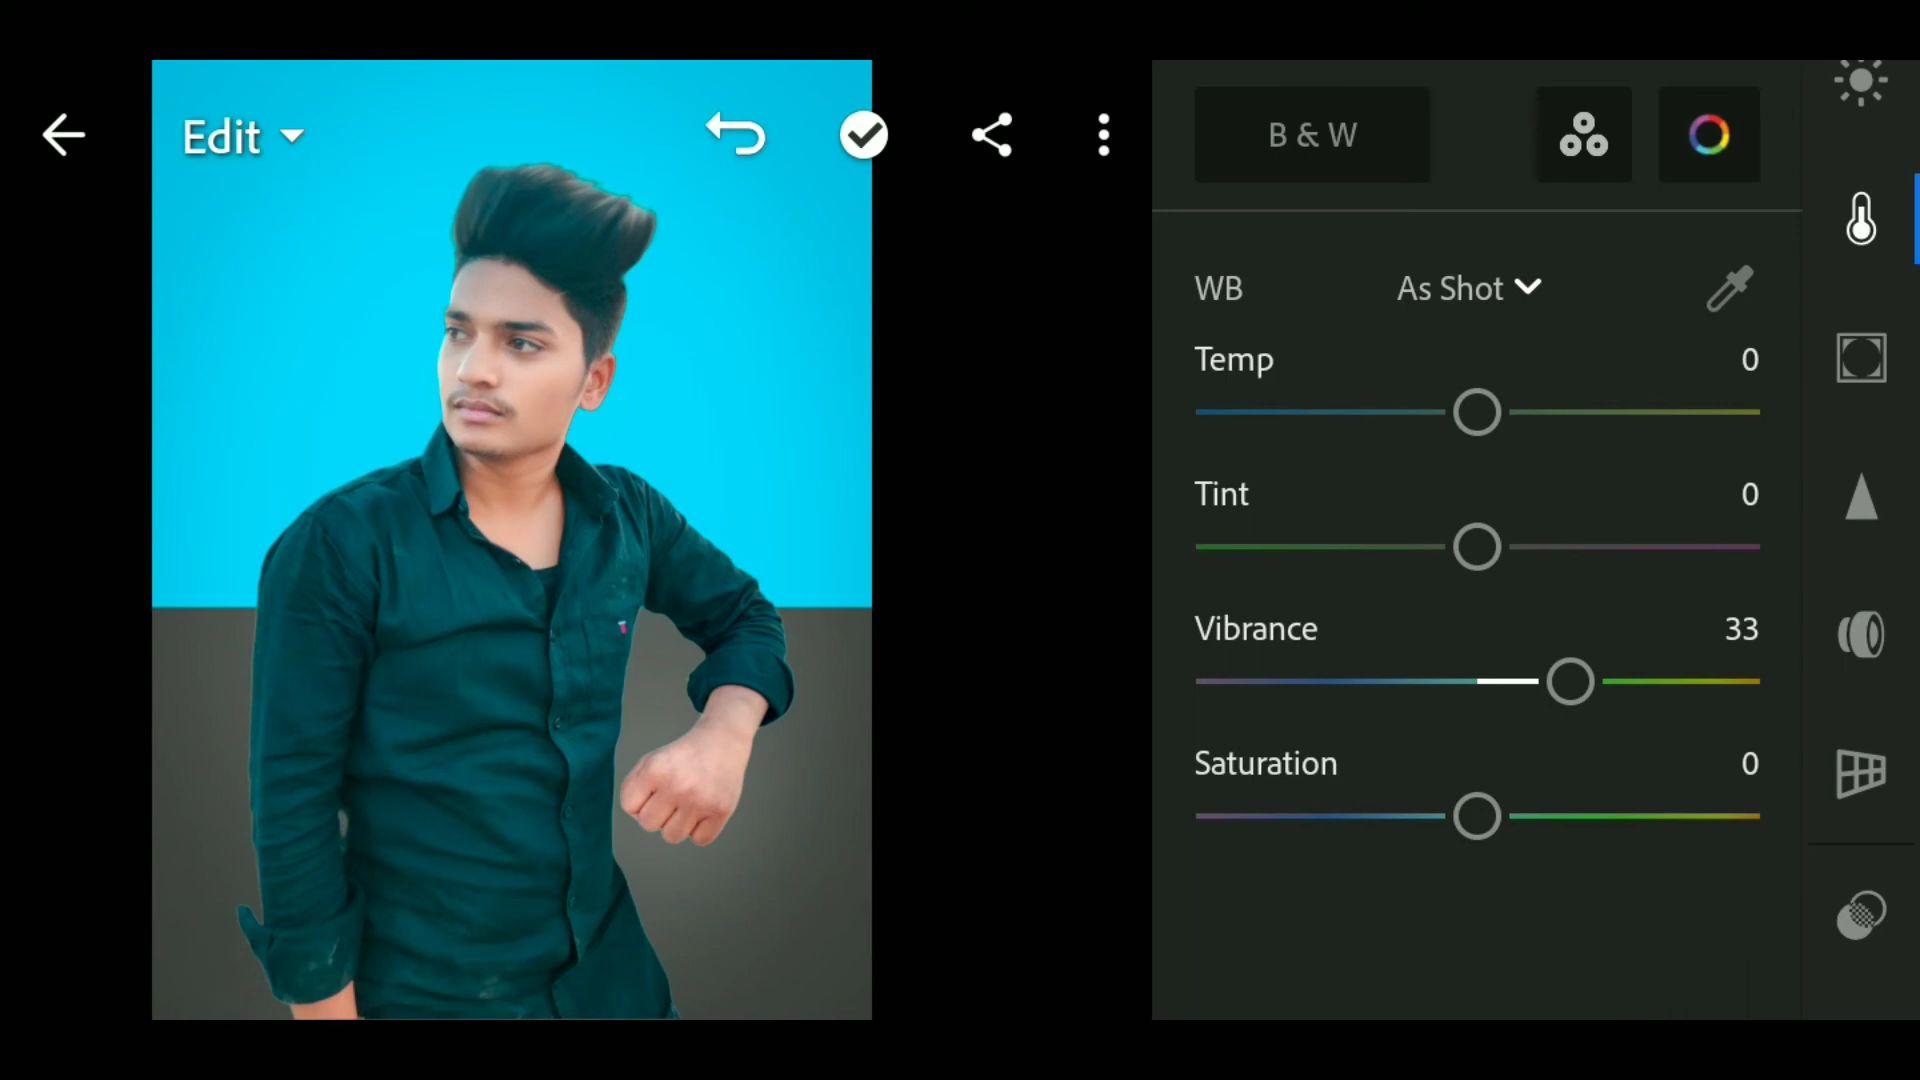 Edit
B & W
WB As Shot
Temp 0
Tint 0
Vibrance 33
Saturation 0